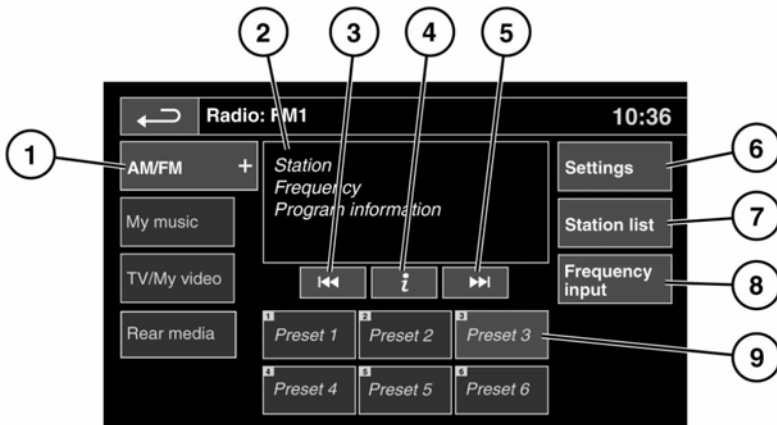 2 3 4 5
Radio: FM1 10:36
1
AM/FM +
Station
Frequency
Program information
Settings
6
My music
Station list
7
TV/My video
i
Frequency
input
8
Rear media
1 Preset 1
2 Preset 2
3 Preset 3
9
4 Preset 4
5 Preset 5
6 Preset 6